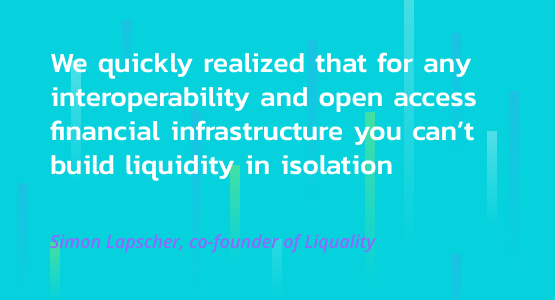 We quickly realized that for any
interoperability and open access
financial infrastructure you can’t
build liquidity in isolation
Simon Lapscher, co-founder of Liquality